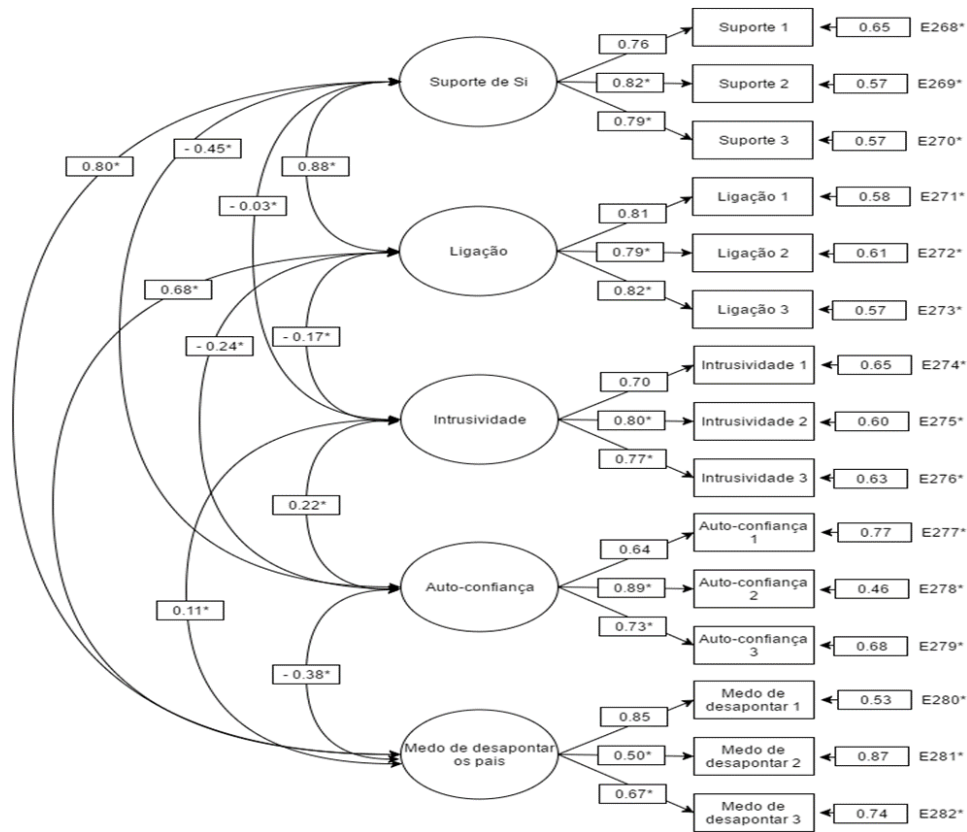 Suporte 1
0.65
E268*
0.76
Suporte de Si
0.82*
Suporte 2
0.57
E269*
0.79*
Suporte 3
0.57
E270*
0.80*
- 0.45*
0.88*
- 0.03*
Ligação 1
0.58
E271*
0.81
Ligação
0.79*
Ligação 2
0.61
E272*
0.82*
Ligação 3
0.57
E273*
0.68*
- 0.24*
- 0.17*
Intrusividade 1
0.65
E274*
0.70
Intrusividade
0.80*
Intrusividade 2
0.60
E275*
0.77*
Intrusividade 3
0.63
E276*
0.22*
Auto-confiança
1
0.77
E277*
0.64
Auto-confiança
0.89*
Auto-confiança
2
0.46
E278*
0.73*
Auto-confiança
3
0.68
E279*
0.11*
- 0.38*
Medo de
desapontar 1
0.53
E280*
0.85
Medo de desapontar
os pais
0.50*
Medo de
desapontar 2
0.87
E281*
0.67*
Medo de
desapontar 3
0.74
E282*